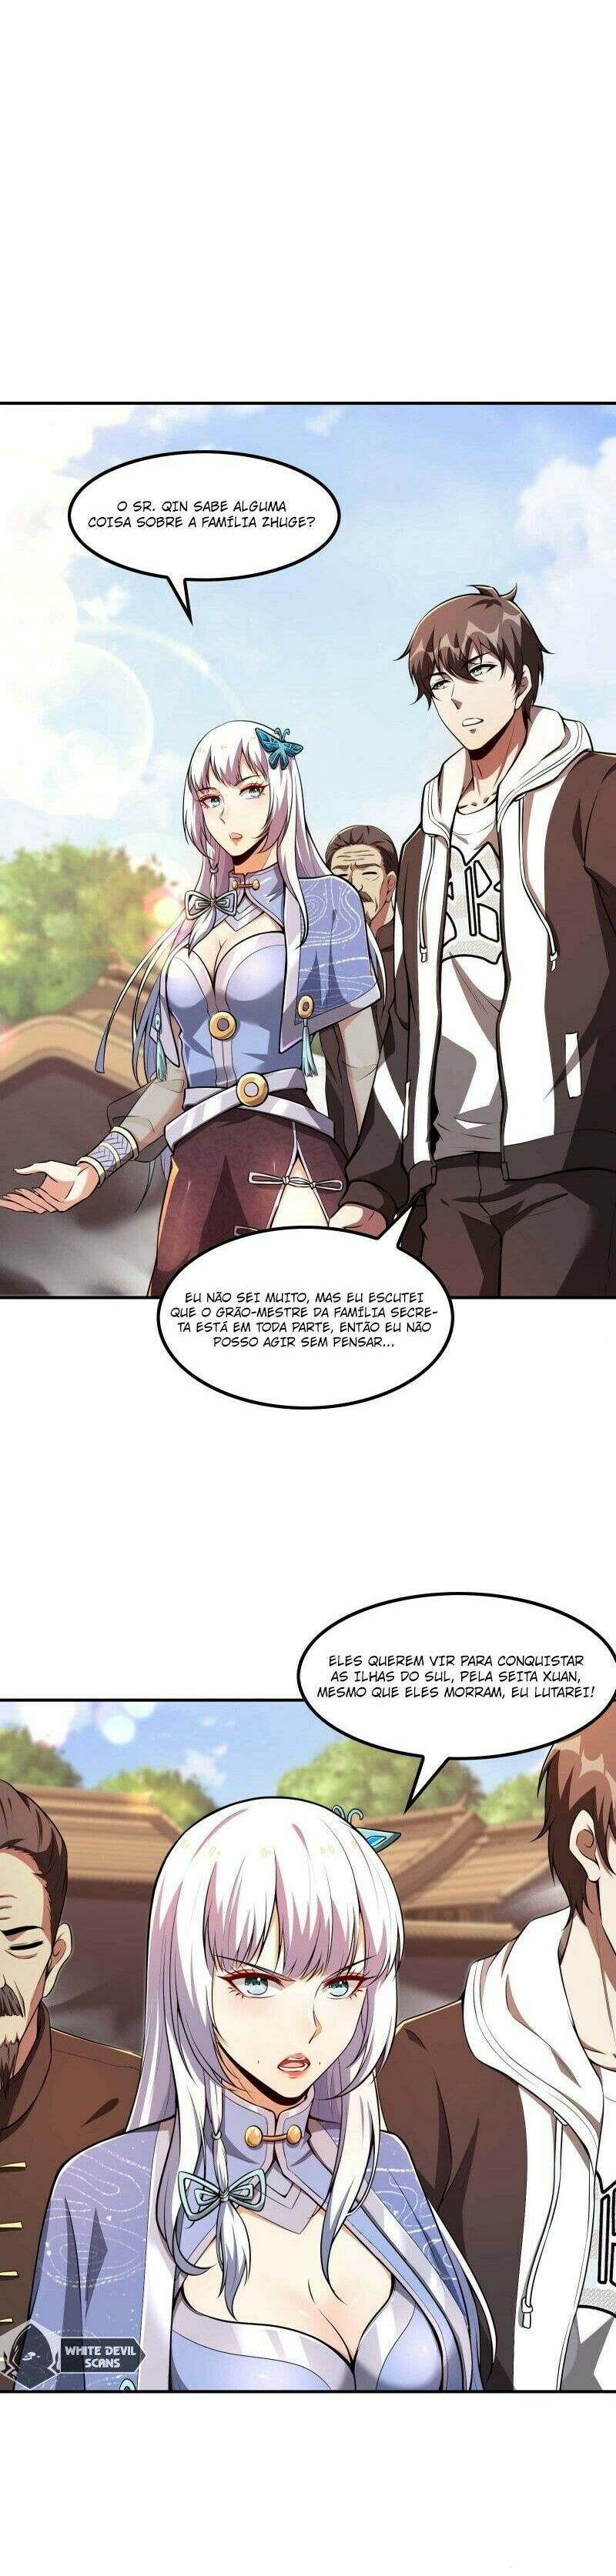 O SR. QIN SABE ALGUMA
COISA SOBRE A FAMÍLIA ZHUGE?
EU NÃO SEI MUITO, MAS EU ESCUTEI
QUE O GRÃO-MESTRE DA FAMÍLIA SECRE-
TA ESTÁ EM TODA PARTE, ENTÃO EU NÃO
POSSO AGIR SEM PENSAR...
ELES QUEREM VIR PARA CONQUISTAR
AS ILHAS DO SUL, PELA SEITA XUAN,
MESMO QUE ELES MORRAM, EU LUTAREI!
WHITE DEVIL
SCANS